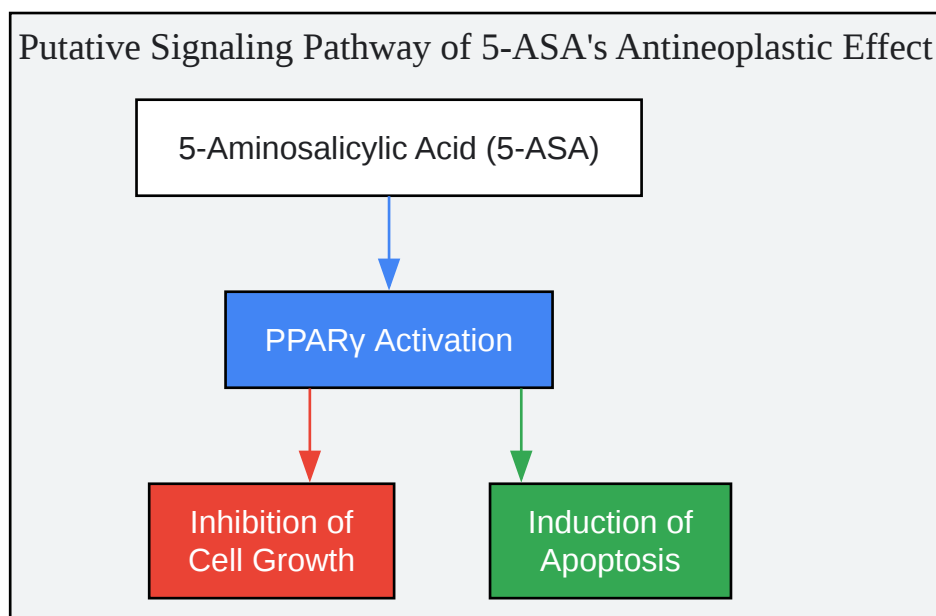 Putative Signaling Pathway of 5-ASA's Antineoplastic Effect
5-Aminosalicylic Acid (5-ASA)
PPARγ Activation
Inhibition of
Cell Growth
Induction of
Apoptosis